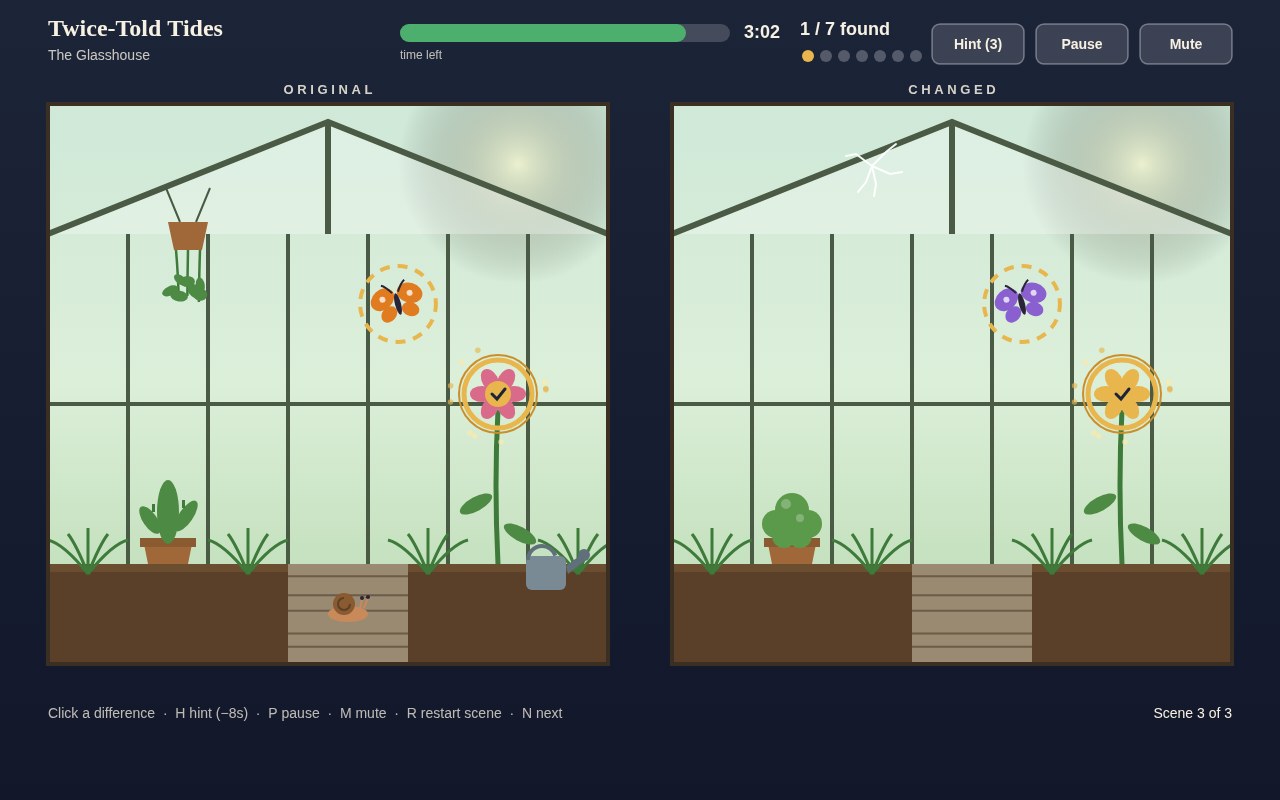 Twice-Told Tides
The Glasshouse
3:02
time left
1 / 7 found
Hint (3)
Pause
Mute
ORIGINAL
CHANGED
Click a difference · H hint (−8s) · P pause · M mute · R restart scene · N next
Scene 3 of 3